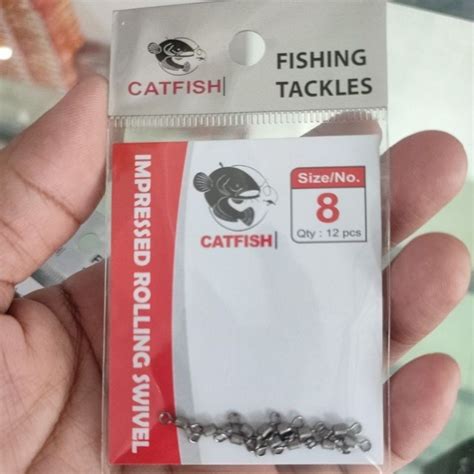 CATFISH
FISHING
TACKLES
IMPRESSED ROLLING SWIVEL
CATFISH
Size/No.
8
Qty : 12 pcs